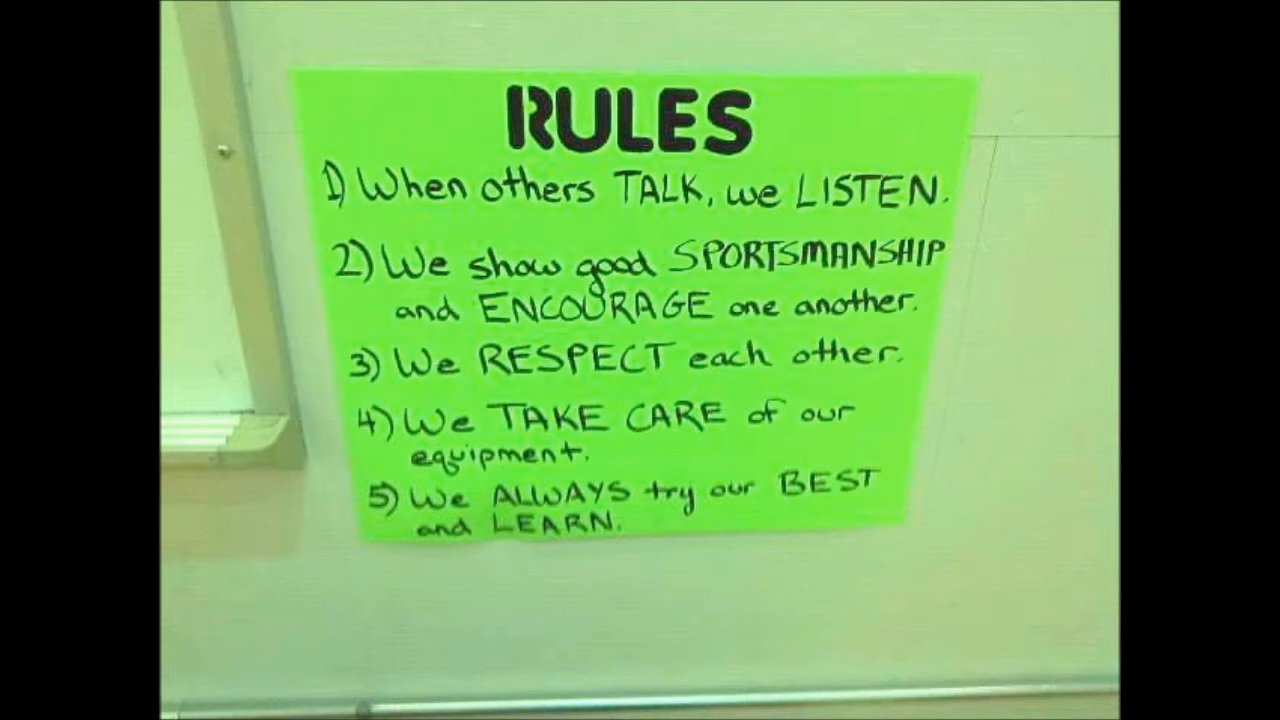 RULES
1) When others TALK, we LISTEN.
2) We show good SPORTSMANSHIP
and ENCOURAGE one another.
3) We RESPECT each other.
4) We TAKE CARE of our
equipment.
5) We ALWAYS try our BEST
and LEARN.